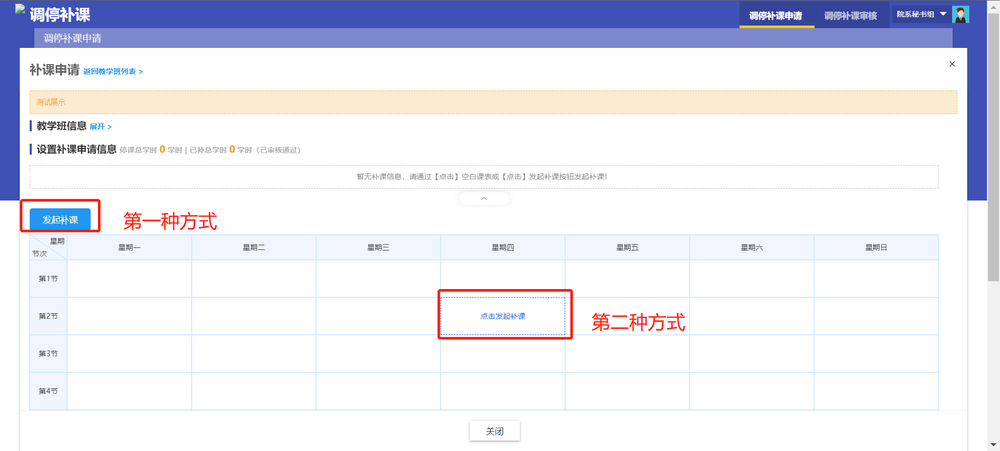 调停补课
调停补课申请
调停补课审核
院系秘书组
调停补课申请
补课申请 返回教学班列表 >
测试展示
教学班信息 展开 >
设置补课申请信息 停课总学时 0 学时 | 已补总学时 0 学时（已审核通过）
暂无补课信息，请通过【点击】空白课表或【点击】发起补课按钮发起补课！
发起补课
第一种方式
星期
节次
星期一 星期二 星期三 星期四 星期五 星期六 星期日
第1节
第2节
点击发起补课
第二种方式
第3节
第4节
关闭